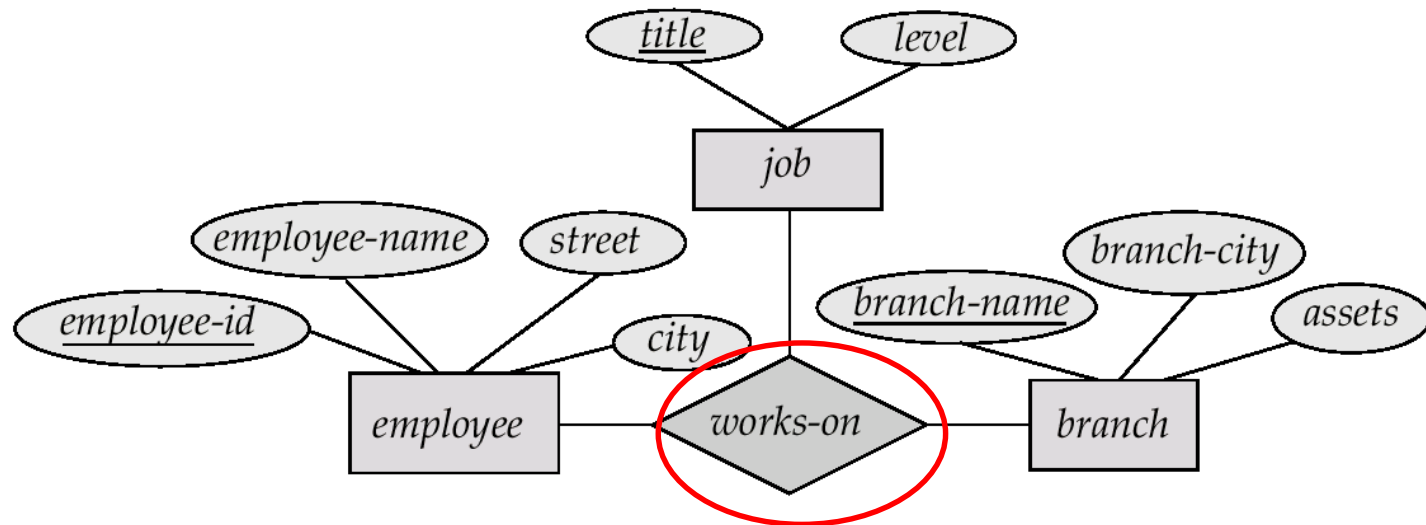 title
level
job
employee-name
street
branch-city
employee-id
branch-name
assets
city
employee
works-on
branch